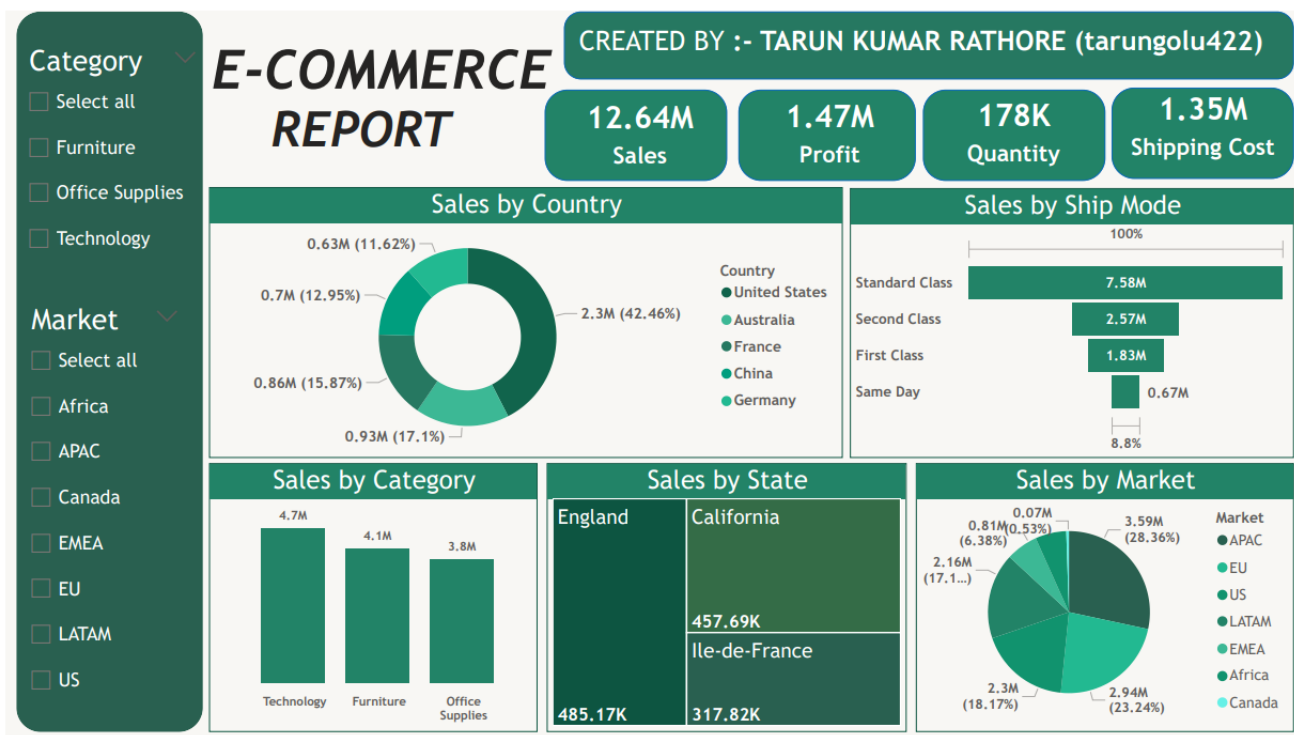 Category
Select all
Furniture
Office Supplies
Technology
Market
Select all
Africa
APAC
Canada
EMEA
EU
LATAM
US
E-COMMERCE
REPORT
CREATED BY :- TARUN KUMAR RATHORE (tarungolu422)
12.64M
Sales
1.47M
Profit
178K
Quantity
1.35M
Shipping Cost
Sales by Country
0.63M (11.62%)
0.7M (12.95%)
0.86M (15.87%)
0.93M (17.1%)
2.3M (42.46%)
Country
United States
Australia
France
China
Germany
Sales by Ship Mode
100%
Standard Class
7.58M
Second Class
2.57M
First Class
1.83M
Same Day
0.67M
8.8%
Sales by Category
4.7M
4.1M
3.8M
Technology
Furniture
Office
Supplies
Sales by State
England
485.17K
California
457.69K
Ile-de-France
317.82K
Sales by Market
0.07M
(0.53%)
0.81M
(6.38%)
2.16M
(17.1...)
2.3M
(18.17%)
2.94M
(23.24%)
3.59M
(28.36%)
Market
APAC
EU
US
LATAM
EMEA
Africa
Canada